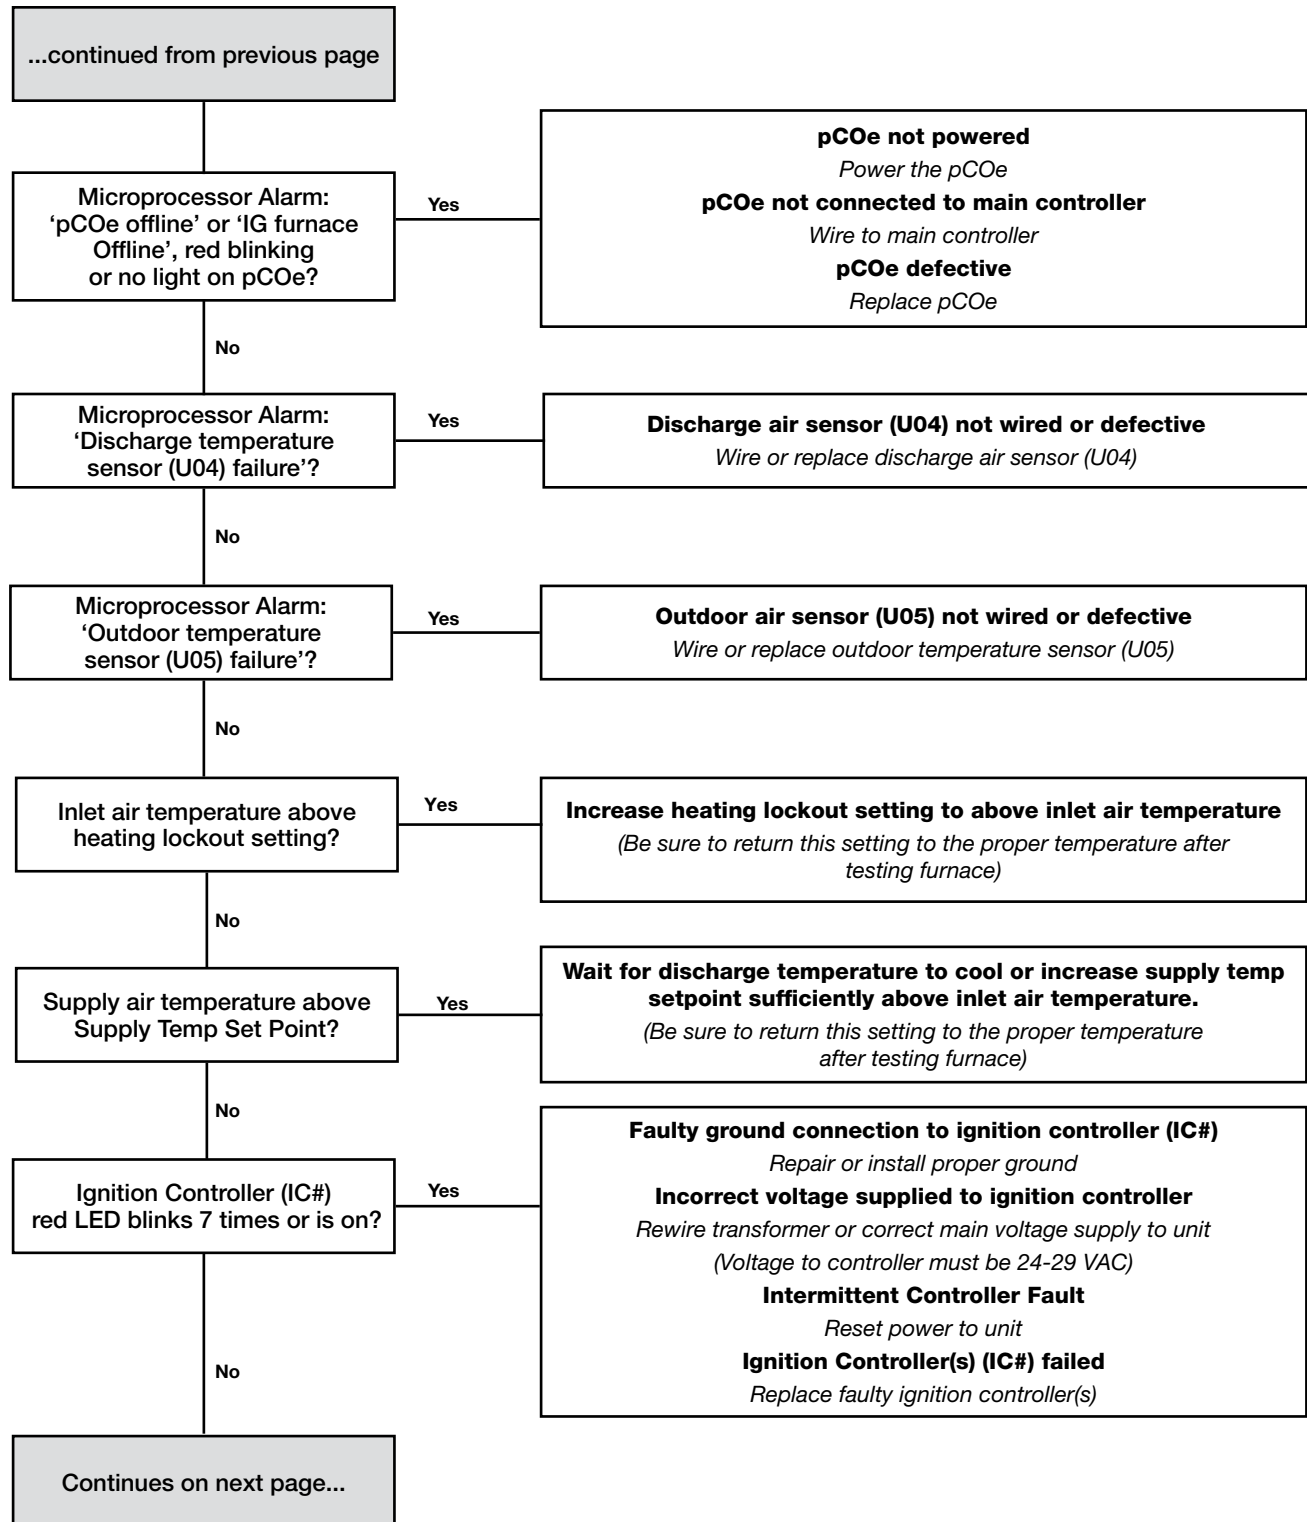 ...continued from previous page
Microprocessor Alarm:
‘pCOe offline’ or ‘IG furnace
Offline’, red blinking
or no light on pCOe?
Yes
pCOe not powered
Power the pCOe
pCOe not connected to main controller
Wire to main controller
pCOe defective
Replace pCOe
No
Microprocessor Alarm:
‘Discharge temperature
sensor (U04) failure’?
Yes
Discharge air sensor (U04) not wired or defective
Wire or replace discharge air sensor (U04)
No
Microprocessor Alarm:
‘Outdoor temperature
sensor (U05) failure’?
Yes
Outdoor air sensor (U05) not wired or defective
Wire or replace outdoor temperature sensor (U05)
No
Inlet air temperature above
heating lockout setting?
Yes
Increase heating lockout setting to above inlet air temperature
(Be sure to return this setting to the proper temperature after
testing furnace)
No
Supply air temperature above
Supply Temp Set Point?
Yes
Wait for discharge temperature to cool or increase supply temp
setpoint sufficiently above inlet air temperature.
(Be sure to return this setting to the proper temperature
after testing furnace)
No
Ignition Controller (IC#)
red LED blinks 7 times or is on?
Yes
Faulty ground connection to ignition controller (IC#)
Repair or install proper ground
Incorrect voltage supplied to ignition controller
Rewire transformer or correct main voltage supply to unit
(Voltage to controller must be 24-29 VAC)
Intermittent Controller Fault
Reset power to unit
Ignition Controller(s) (IC#) failed
Replace faulty ignition controller(s)
No
Continues on next page...